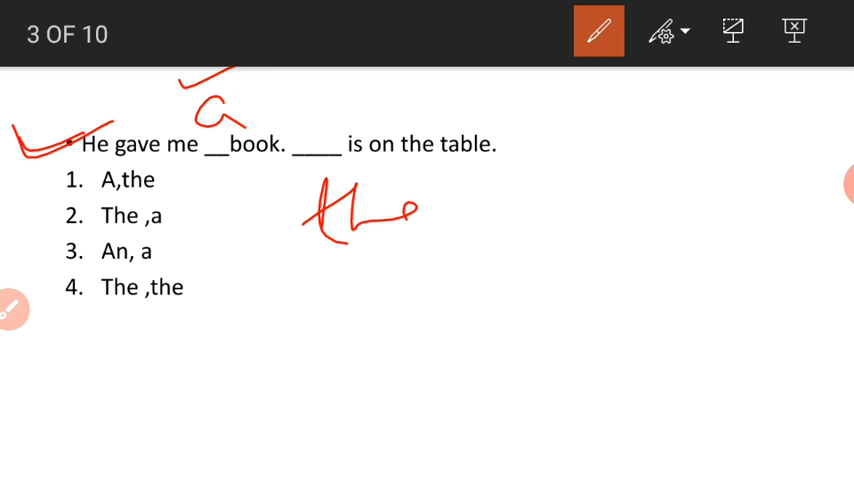 3 OF 10
a
• He gave me __book. ____ is on the table.
1. A,the
2. The ,a
the
3. An, a
4. The ,the